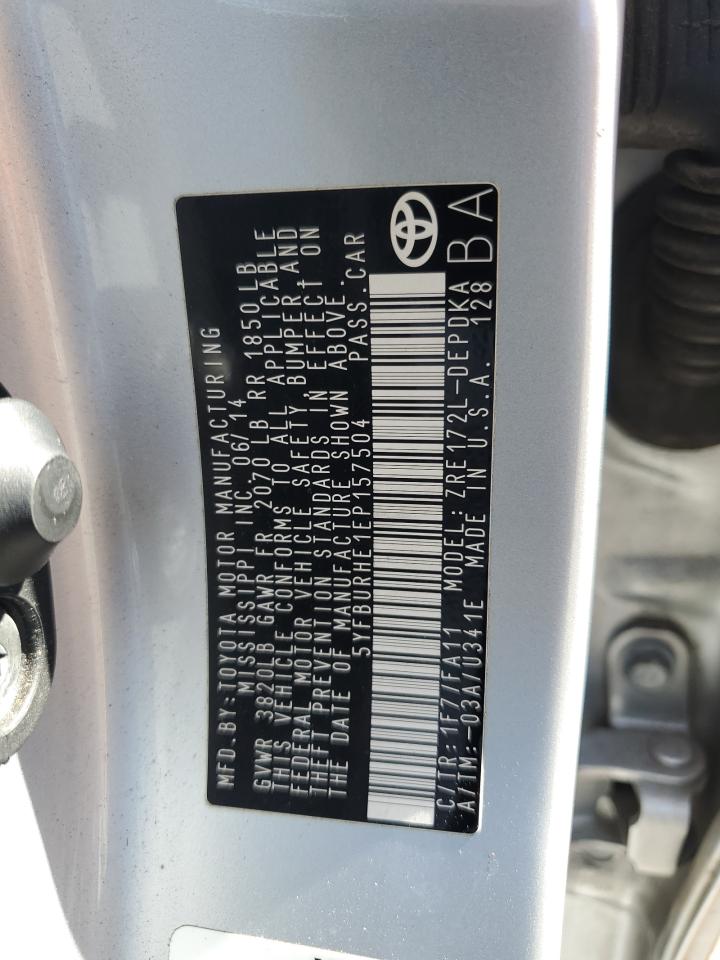 MFD. BY: TOYOTA MOTOR MANUFACTURING
MISSISSIPPI INC. 06/14
GVWR 3820LB GAWR FR 2070 LB, RR 1850 LB
THIS VEHICLE CONFORMS TO ALL APPLICABLE
FEDERAL MOTOR VEHICLE SAFETY, BUMPER, AND
THEFT PREVENTION STANDARDS IN EFFECT ON
THE DATE OF MANUFACTURE SHOWN ABOVE.
5YFBURHE1EP157504 PASS.CAR
C/TR:1F7/FA11 MODEL:ZRE172L-DEPDKA
A/TM:-03A/U341E MADE IN U.S.A. 128
BA